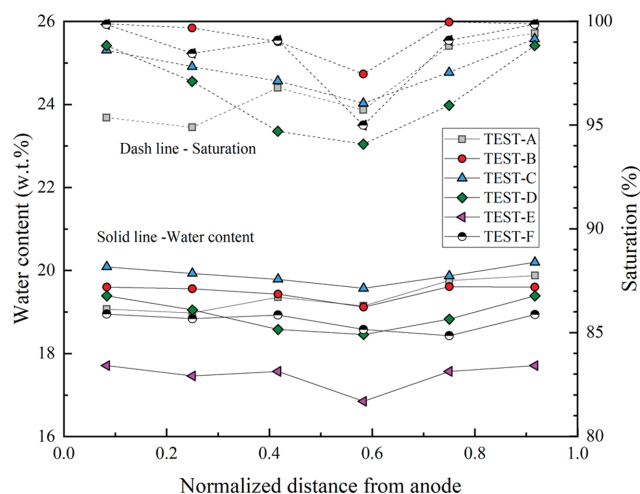 26
24
22
20
18
16
Water content (w.t.%)
100
95
90
85
80
Saturation (%)
Dash line - Saturation
Solid line -Water content
TEST-A
TEST-B
TEST-C
TEST-D
TEST-E
TEST-F
0.0 0.2 0.4 0.6 0.8 1.0
Normalized distance from anode